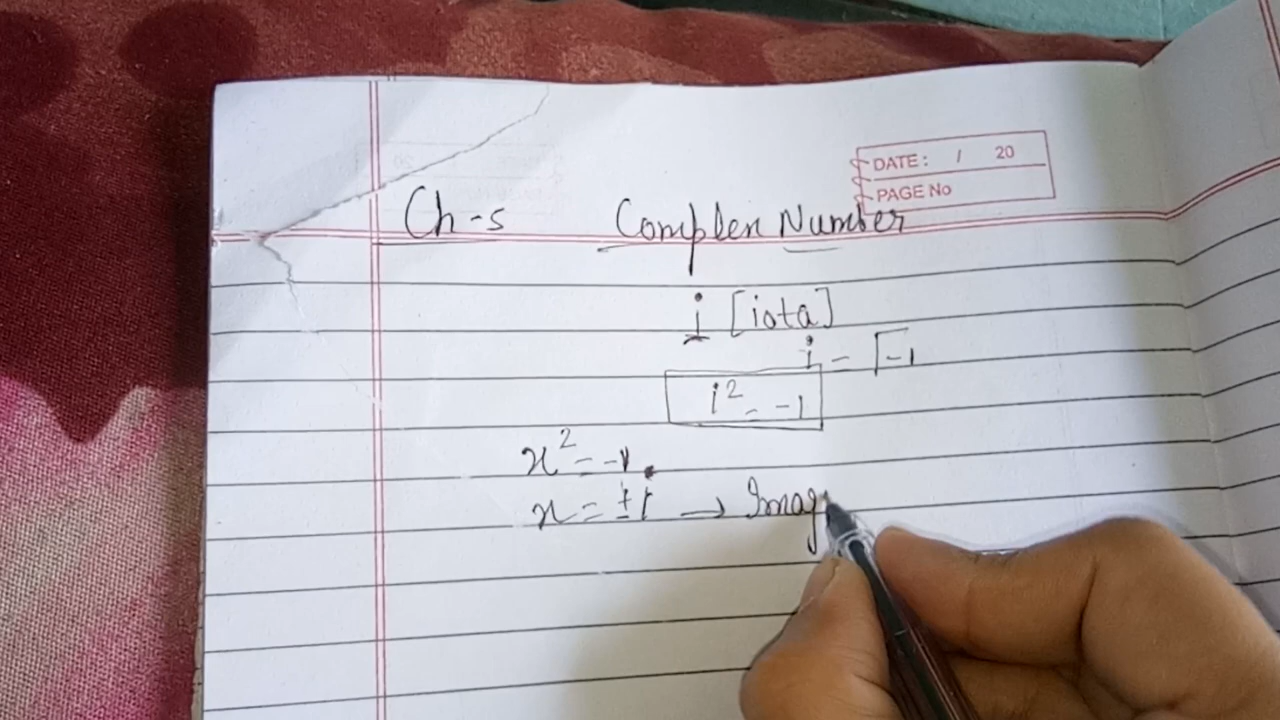 DATE: / 20
PAGE No
Ch-5 Complex Number
i [iota]
i = √-1
i² = -1
x² = -1.
x = ±i → Imag